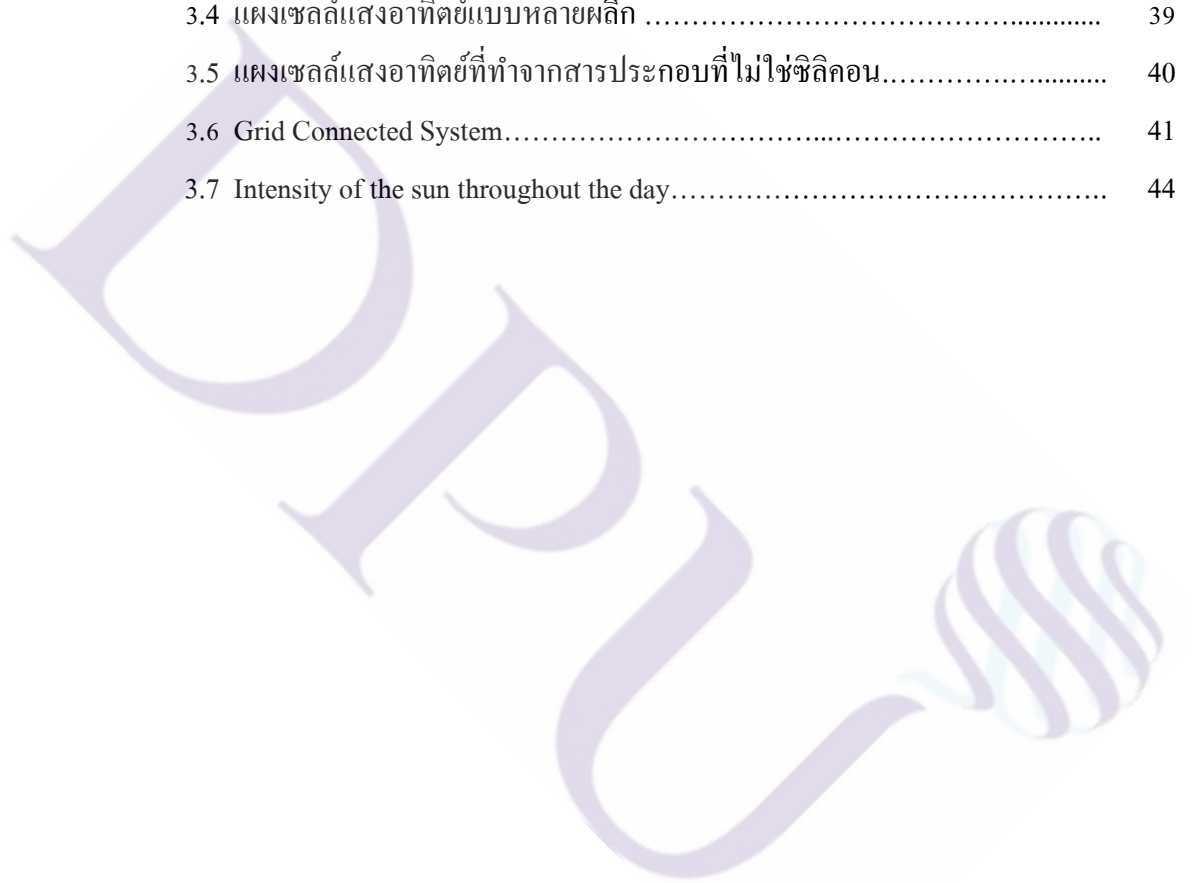 3.4 แผงเซลล์แสงอาทิตย์แบบหลายผลึก ……………………………............. 39
3.5 แผงเซลล์แสงอาทิตย์ที่ทำจากสารประกอบที่ไม่ใช่ซิลิคอน.………….….......... 40
3.6 Grid Connected System…………………………………...………………………….. 41
3.7 Intensity of the sun throughout the day…………………………………………….. 44
DPU